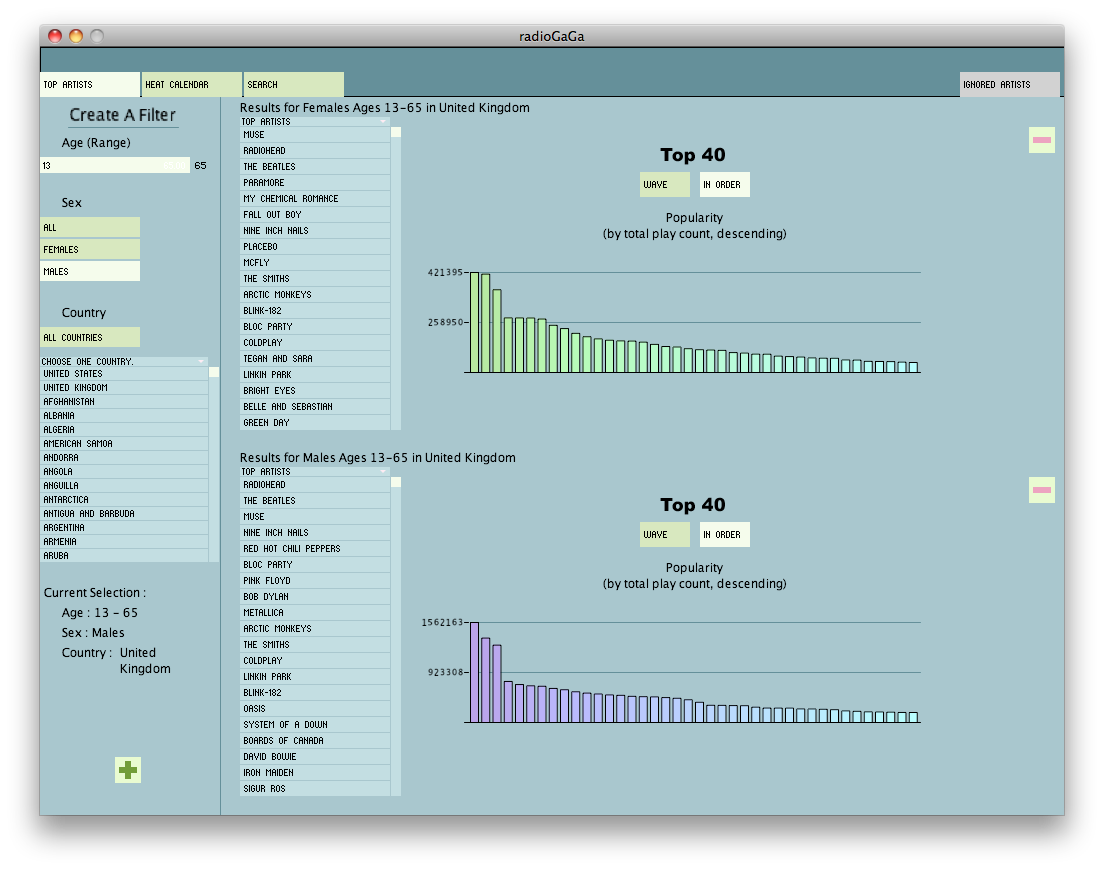 radioGaGa
TOP ARTISTS
HEAT CALENDAR
SEARCH
IGNORED ARTISTS
Create A Filter
Age (Range)
13
65
Sex
ALL
FEMALES
MALES
Country
ALL COUNTRIES
CHOOSE ONE COUNTRY.
UNITED STATES
UNITED KINGDOM
AFGHANISTAN
ALBANIA
ALGERIA
AMERICAN SAMOA
ANDORRA
ANGOLA
ANGUILLA
ANTARCTICA
ANTIGUA AND BARBUDA
ARGENTINA
ARMENIA
ARUBA
Current Selection :
Age : 13 - 65
Sex : Males
Country : United
Kingdom
Results for Females Ages 13-65 in United Kingdom
TOP ARTISTS
MUSE
RADIOHEAD
THE BEATLES
PARAMORE
MY CHEMICAL ROMANCE
FALL OUT BOY
NINE INCH NAILS
PLACEBO
MCFLY
THE SMITHS
ARCTIC MONKEYS
BLINK-182
BLOC PARTY
COLDPLAY
TEGAN AND SARA
LINKIN PARK
BRIGHT EYES
BELLE AND SEBASTIAN
GREEN DAY
Top 40
WAVE
IN ORDER
Popularity
(by total play count, descending)
421395
258950
Results for Males Ages 13-65 in United Kingdom
TOP ARTISTS
RADIOHEAD
THE BEATLES
MUSE
NINE INCH NAILS
RED HOT CHILI PEPPERS
BLOC PARTY
PINK FLOYD
BOB DYLAN
METALLICA
ARCTIC MONKEYS
THE SMITHS
COLDPLAY
LINKIN PARK
BLINK-182
OASIS
SYSTEM OF A DOWN
BOARDS OF CANADA
DAVID BOWIE
IRON MAIDEN
SIGUR ROS
Top 40
WAVE
IN ORDER
Popularity
(by total play count, descending)
1562163
923308